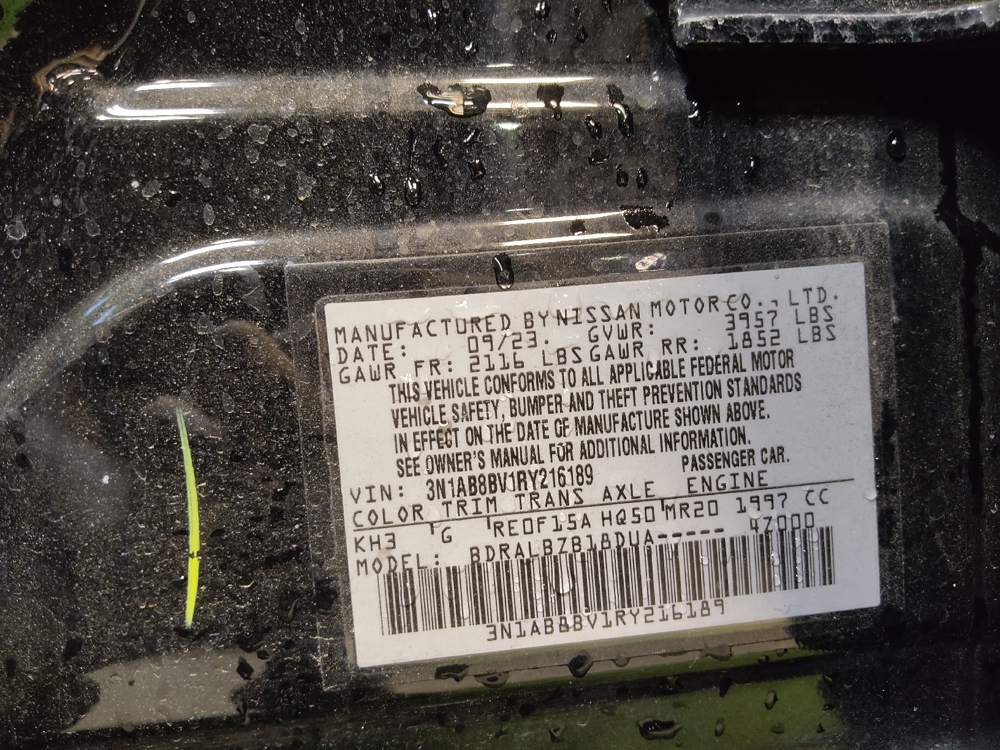 MANUFACTURED BY NISSAN MOTOR CO., LTD.
DATE: 09/23. GVWR: 3957 LBS
GAWR FR: 2116 LBS GAWR RR: 1852 LBS
THIS VEHICLE CONFORMS TO ALL APPLICABLE FEDERAL MOTOR
VEHICLE SAFETY, BUMPER AND THEFT PREVENTION STANDARDS
IN EFFECT ON THE DATE OF MANUFACTURE SHOWN ABOVE.
SEE OWNER'S MANUAL FOR ADDITIONAL INFORMATION.
VIN: 3N1AB8BV1RY216189 PASSENGER CAR.
COLOR TRIM TRANS AXLE ENGINE
KH3 G RE0F15A HQ50 MR20 1997 CC
MODEL: BDRALBZB18DUA----- 4Z000
3N1AB8BV1RY216189